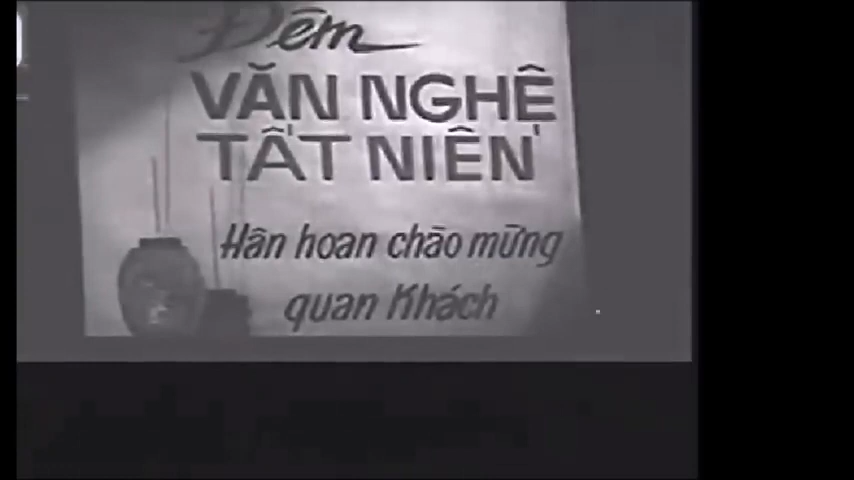 Đêm
VĂN NGHỆ
TẤT NIÊN
Hân hoan chào mừng
quan Khách